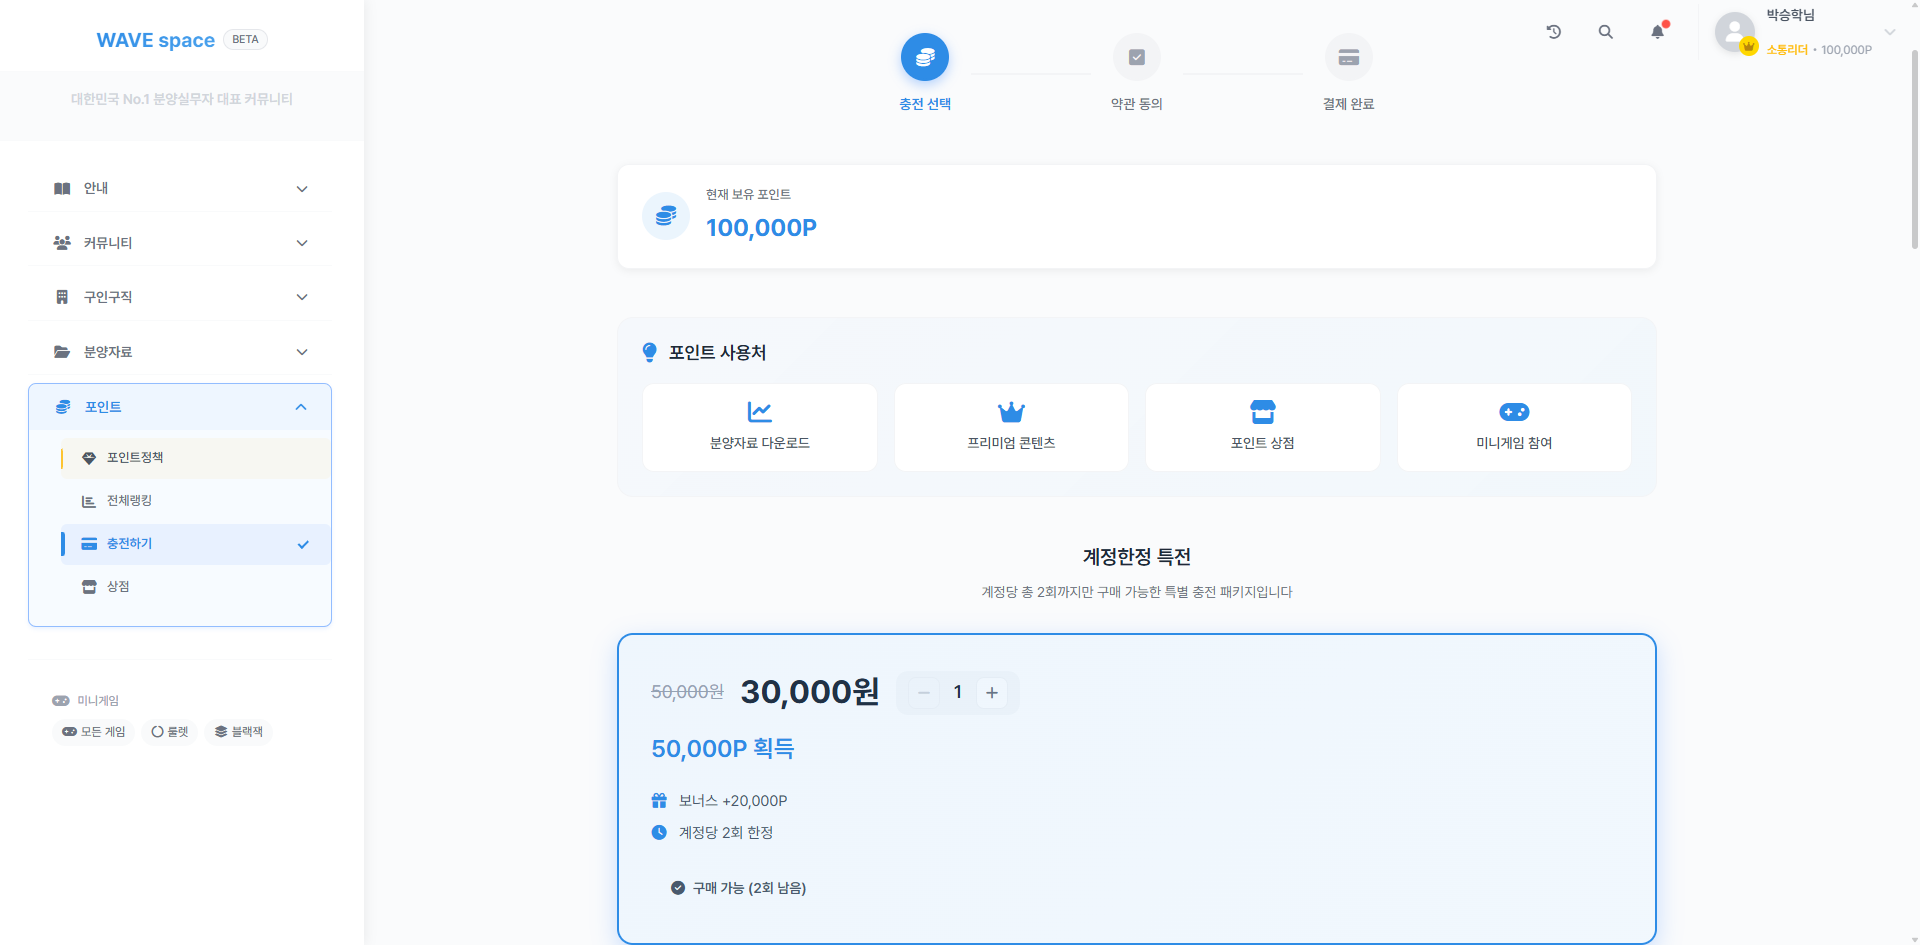 WAVE space BETA
대한민국 No.1 분양실무자 대표 커뮤니티
안내
커뮤니티
구인구직
분양자료
포인트
포인트정책
전체랭킹
충전하기
상점
미니게임
모든 게임
룰렛
블랙잭
충전 선택
약관 동의
결제 완료
박승학님
소통리더 • 100,000P
현재 보유 포인트
100,000P
포인트 사용처
분양자료 다운로드
프리미엄 콘텐츠
포인트 상점
미니게임 참여
계정한정 특전
계정당 총 2회까지만 구매 가능한 특별 충전 패키지입니다
50,000원 30,000원 − 1 +
50,000P 획득
보너스 +20,000P
계정당 2회 한정
구매 가능 (2회 남음)